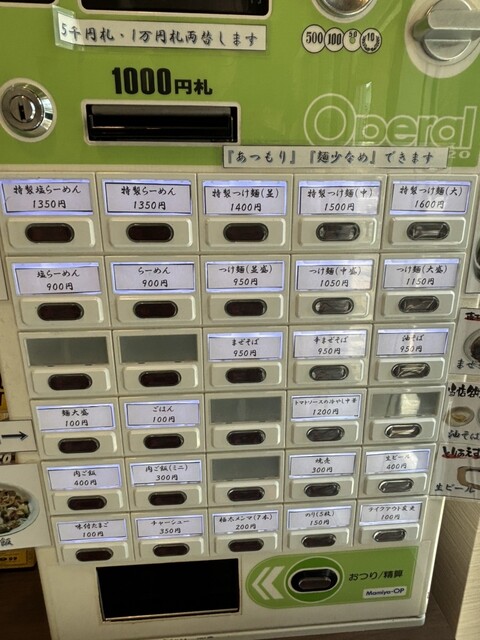 5千円札、1万円札両替します
500 100 50 10
1000円札
Operal
20
『あつもり』『麺少なめ』できます
特製塩らーめん
1350円
特製らーめん
1350円
特製つけ麺(並)
1400円
特製つけ麺(中)
1500円
特製つけ麺(大)
1600円
塩らーめん
900円
らーめん
900円
つけ麺(並盛)
950円
つけ麺(中盛)
1050円
つけ麺(大盛)
1150円
まぜそば
950円
辛まぜそば
950円
油そば
950円
麺大盛
100円
ごはん
100円
トマトソースの冷やし中華
1200円
肉ご飯
400円
肉ご飯(ミニ)
300円
焼売
300円
生ビール
400円
味付たまご
100円
チャーシュー
350円
極太メンマ(7本)
200円
のり(5枚)
150円
テイクアウト容夫
100円
おつり/精算
Mamiya-OP
飯
油そば
生ビール